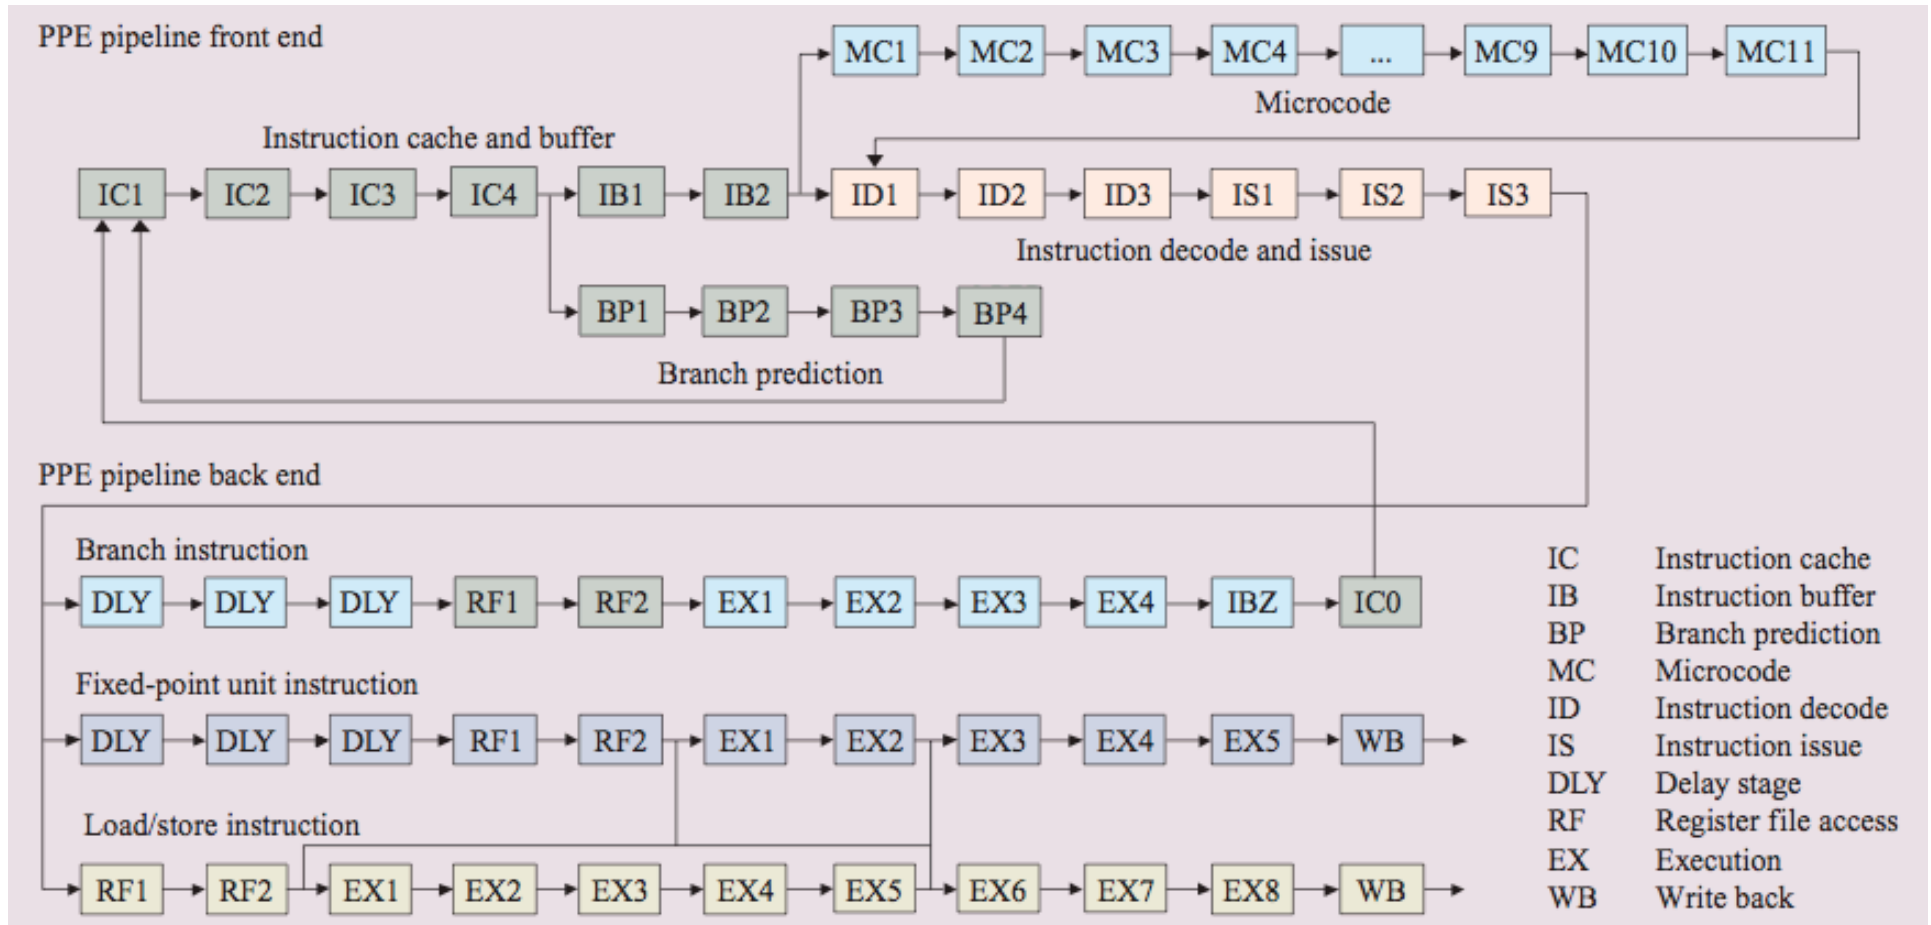 PPE pipeline front end
MC1 MC2 MC3 MC4 ... MC9 MC10 MC11
Microcode
Instruction cache and buffer
IC1 IC2 IC3 IC4 IB1 IB2 ID1 ID2 ID3 IS1 IS2 IS3
Instruction decode and issue
BP1 BP2 BP3 BP4
Branch prediction
PPE pipeline back end
Branch instruction
DLY DLY DLY RF1 RF2 EX1 EX2 EX3 EX4 IBZ IC0
Fixed-point unit instruction
DLY DLY DLY RF1 RF2 EX1 EX2 EX3 EX4 EX5 WB
Load/store instruction
RF1 RF2 EX1 EX2 EX3 EX4 EX5 EX6 EX7 EX8 WB
IC Instruction cache
IB Instruction buffer
BP Branch prediction
MC Microcode
ID Instruction decode
IS Instruction issue
DLY Delay stage
RF Register file access
EX Execution
WB Write back